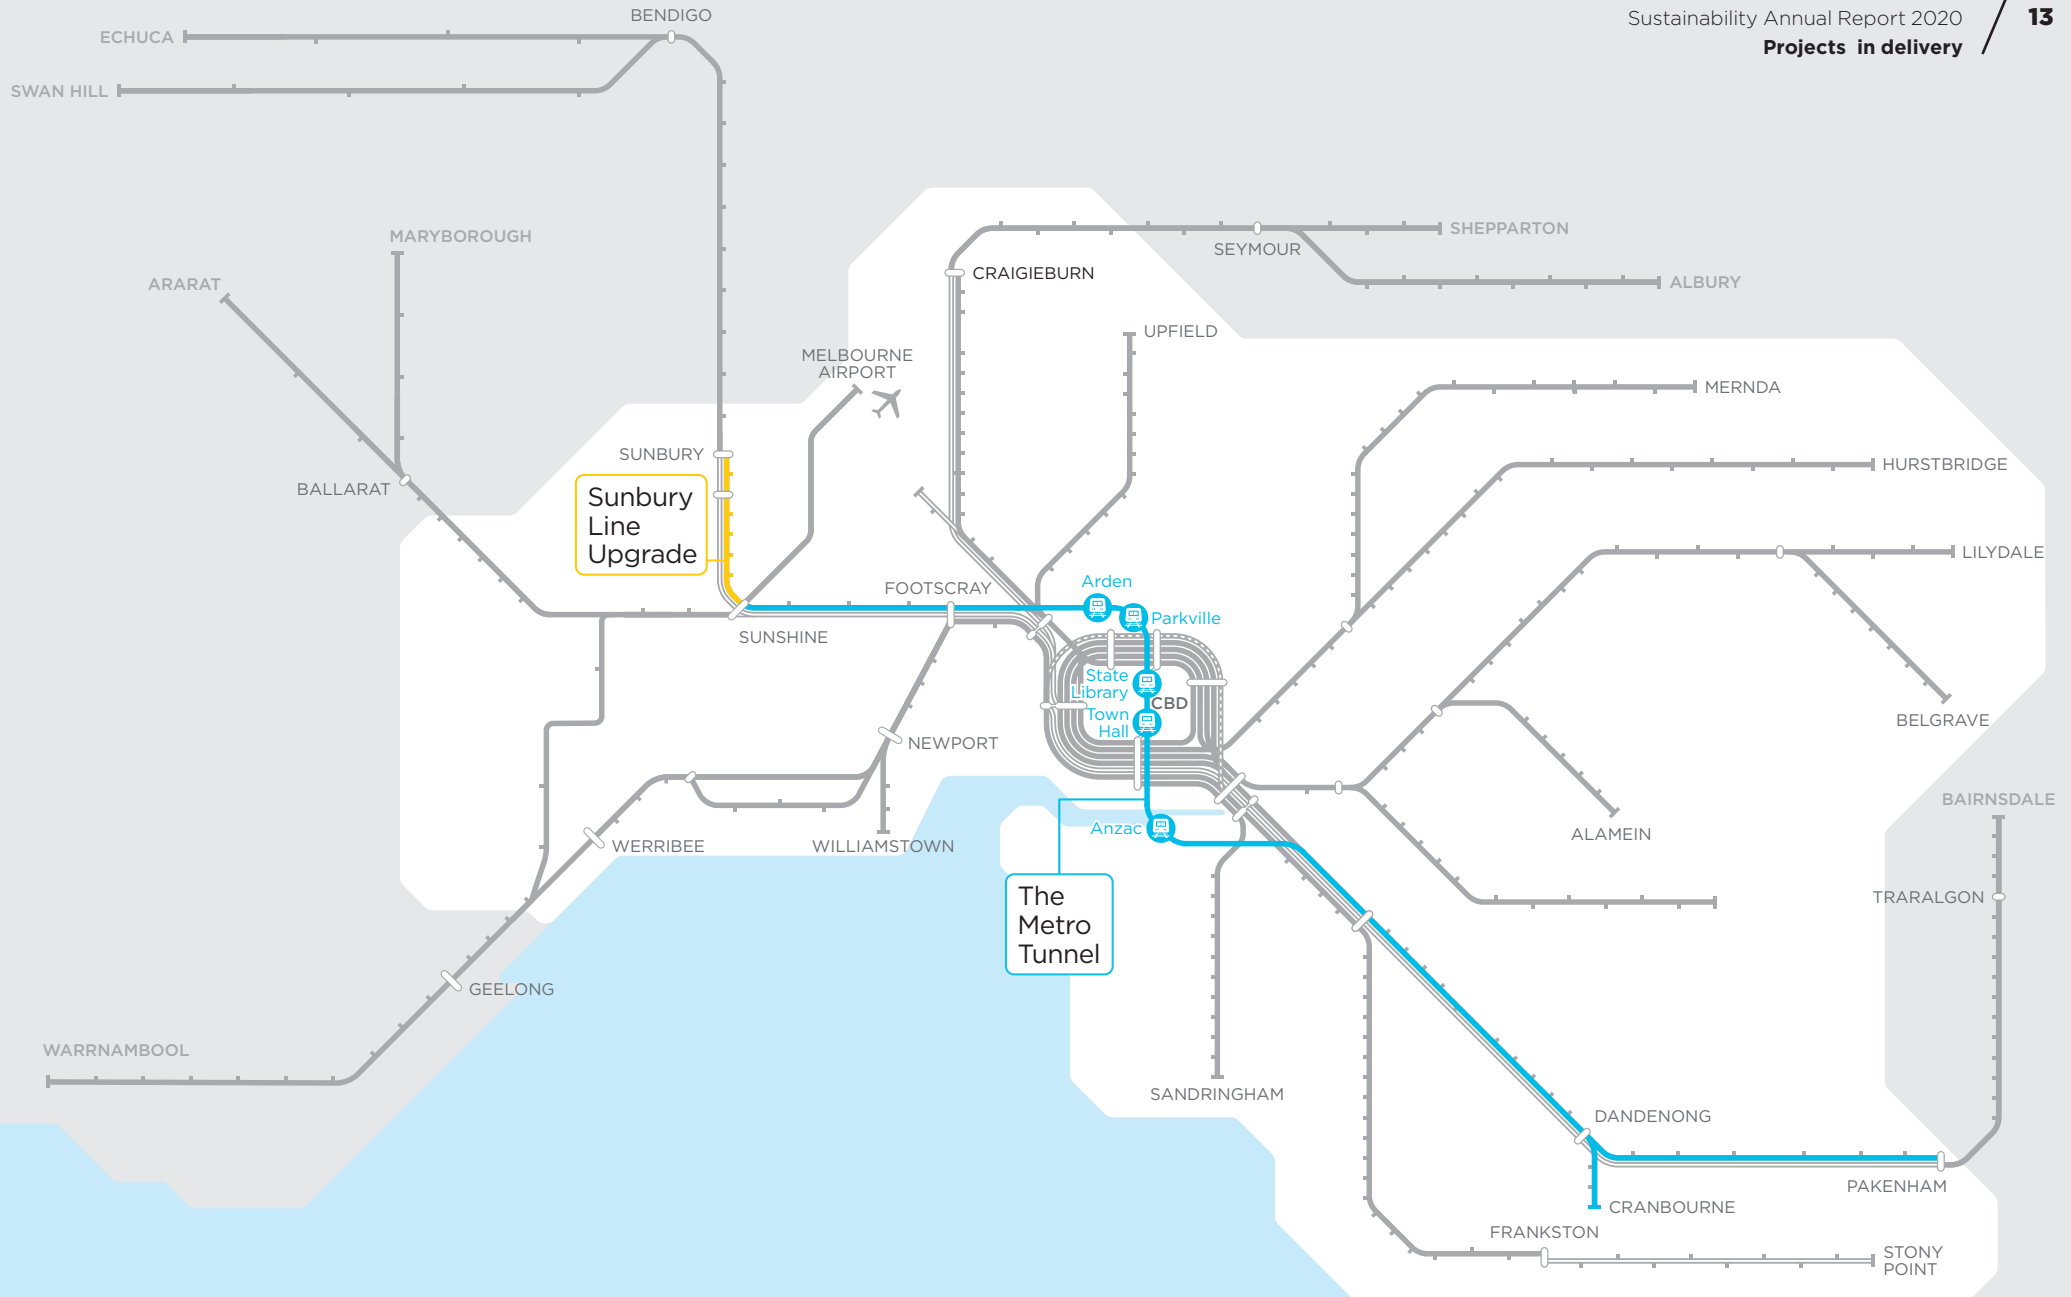 Sustainability Annual Report 2020
Projects in delivery
13
BENDIGO
ECHUCA
SWAN HILL
MARYBOROUGH
ARARAT
SHEPPARTON
SEYMOUR
CRAIGIEBURN
ALBURY
UPFIELD
MELBOURNE
AIRPORT
MERNDA
SUNBURY
HURSTBRIDGE
BALLARAT
Sunbury
Line
Upgrade
LILYDALE
FOOTSCRAY
Arden
Parkville
SUNSHINE
State
Library
CBD
Town
Hall
BELGRAVE
NEWPORT
BAIRNSDALE
Anzac
ALAMEIN
WERRIBEE
WILLIAMSTOWN
The
Metro
Tunnel
TRARALGON
GEELONG
WARRNAMBOOL
SANDRINGHAM
DANDENONG
PAKENHAM
CRANBOURNE
FRANKSTON
STONY
POINT